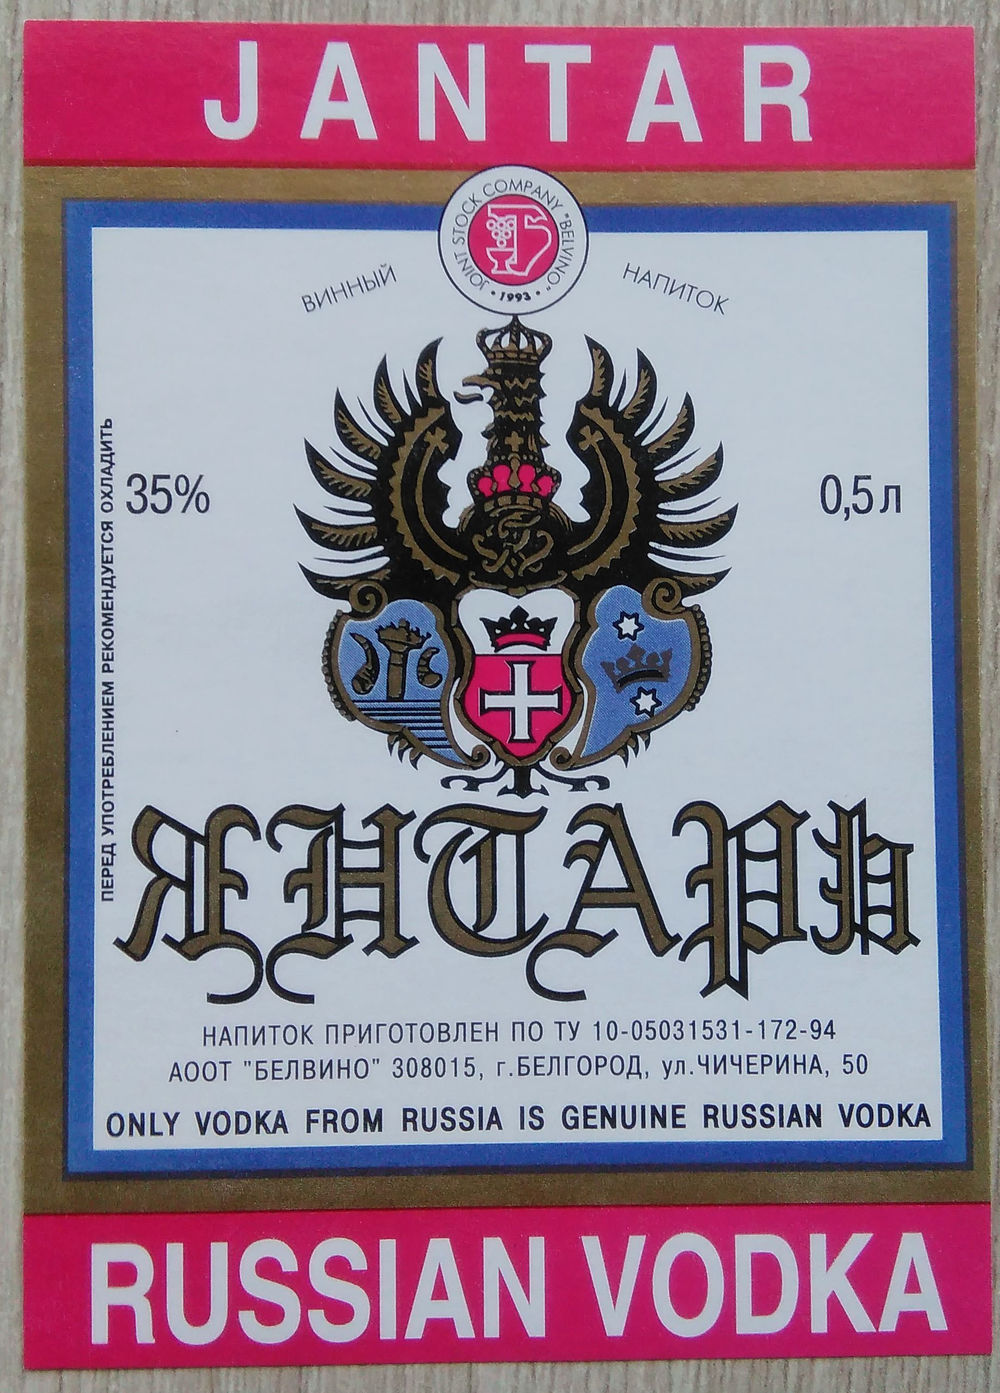 JANTAR
JOINT STOCK COMPANY "BELVINO"
• 1993 •
ВИННЫЙ НАПИТОК
35%
0,5 л
ПЕРЕД УПОТРЕБЛЕНИЕМ РЕКОМЕНДУЕТСЯ ОХЛАДИТЬ
ЯНТАРЬ
НАПИТОК ПРИГОТОВЛЕН ПО ТУ 10-05031531-172-94
АООТ "БЕЛВИНО" 308015, г.БЕЛГОРОД, ул.ЧИЧЕРИНА, 50
ONLY VODKA FROM RUSSIA IS GENUINE RUSSIAN VODKA
RUSSIAN VODKA